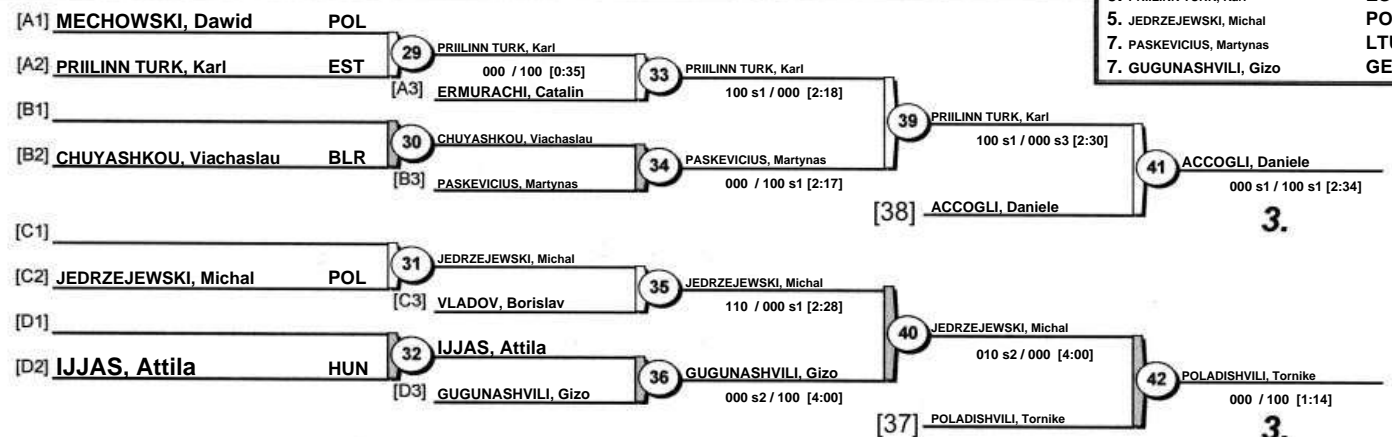 [A1] MECHOWSKI, Dawid POL
[A2] PRIILINN TURK, Karl EST
29
PRIILINN TURK, Karl
000 / 100 [0:35]
[A3] ERMURACHI, Catalin
33
PRIILINN TURK, Karl
100 s1 / 000 [2:18]
[B1]
[B2] CHUYASHKOU, Viachaslau BLR
30
CHUYASHKOU, Viachaslau
[B3] PASKEVICIUS, Martynas
34
PASKEVICIUS, Martynas
000 / 100 s1 [2:17]
39
PRIILINN TURK, Karl
100 s1 / 000 s3 [2:30]
[38] ACCOGLI, Daniele
41
ACCOGLI, Daniele
000 s1 / 100 s1 [2:34]
3.
[C1]
[C2] JEDRZEJEWSKI, Michal POL
31
JEDRZEJEWSKI, Michal
[C3] VLADOV, Borislav
35
JEDRZEJEWSKI, Michal
110 / 000 s1 [2:28]
[D1]
[D2] IJJAS, Attila HUN
32
IJJAS, Attila
[D3] GUGUNASHVILI, Gizo
36
GUGUNASHVILI, Gizo
000 s2 / 100 [4:00]
40
JEDRZEJEWSKI, Michal
010 s2 / 000 [4:00]
[37] POLADISHVILI, Tornike
42
POLADISHVILI, Tornike
000 / 100 [1:14]
3.
5. JEDRZEJEWSKI, Michal PO
7. PASKEVICIUS, Martynas LTU
7. GUGUNASHVILI, Gizo GE